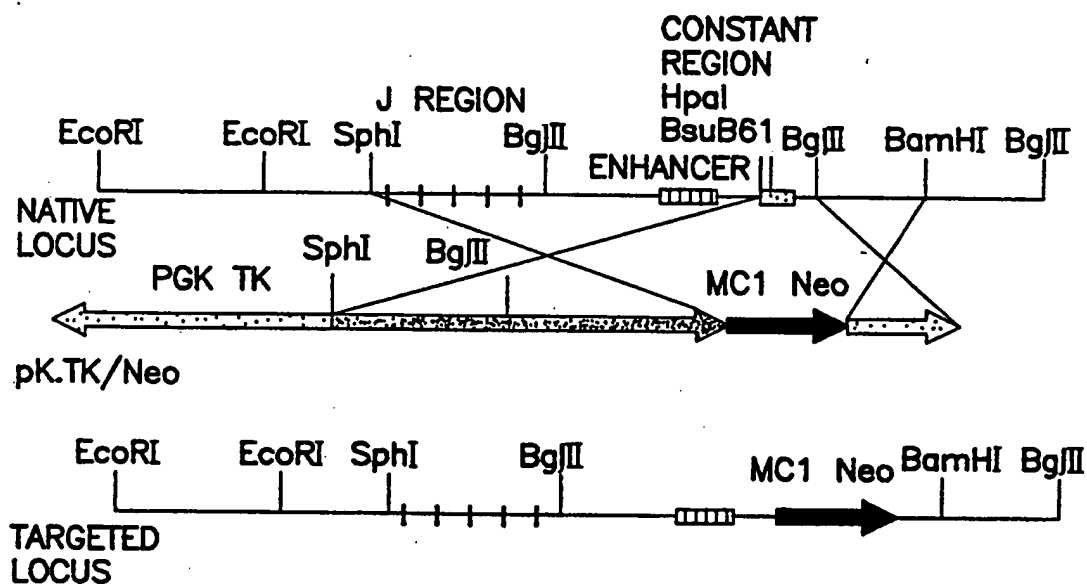 CONSTANT
REGION
HpaI
BsuB61
J REGION
EcoRI EcoRI SphI BglII ENHANCER BglII BamHI BglII
NATIVE
LOCUS
SphI BglII
PGK TK MC1 Neo
pK.TK/Neo
EcoRI EcoRI SphI BglII MC1 Neo BamHI BglII
TARGETED
LOCUS